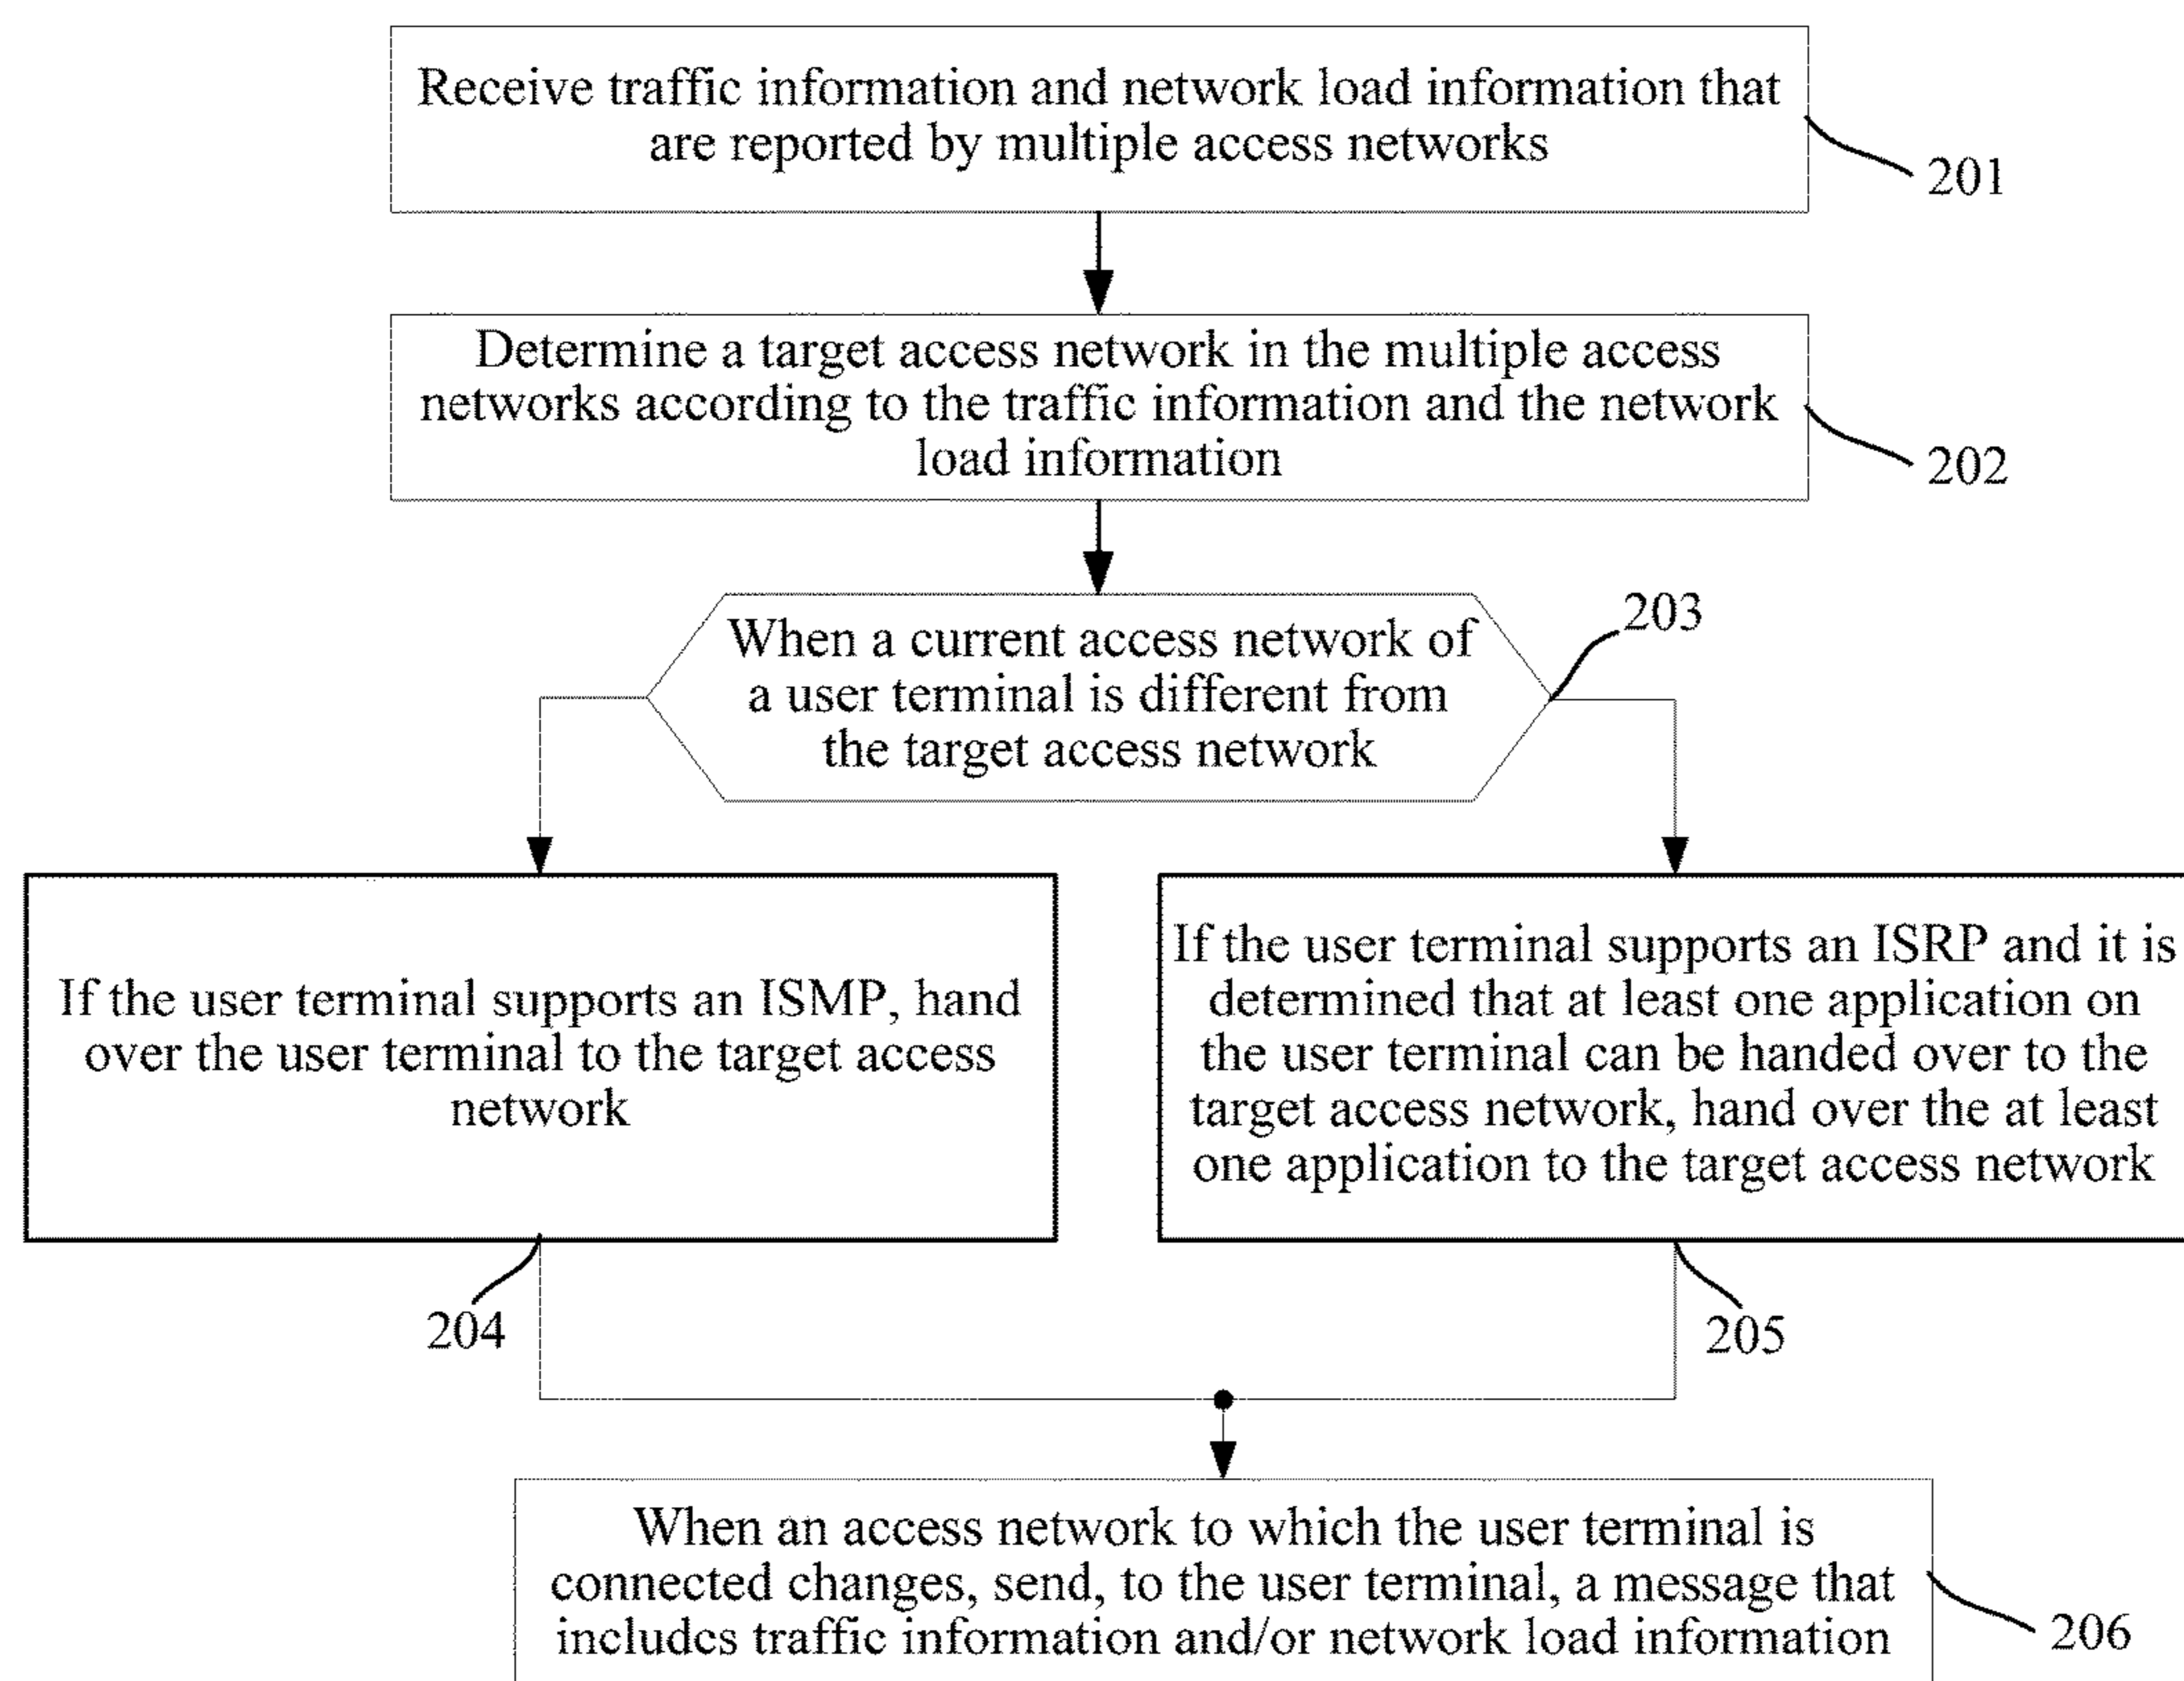 Receive traffic information and network load information that
are reported by multiple access networks
201
Determine a target access network in the multiple access
networks according to the traffic information and the network
load information
202
When a current access network of
a user terminal is different from
the target access network
203
If the user terminal supports an ISMP, hand
over the user terminal to the target access
network
204
If the user terminal supports an ISRP and it is
determined that at least one application on
the user terminal can be handed over to the
target access network, hand over the at least
one application to the target access network
205
When an access network to which the user terminal is
connected changes, send, to the user terminal, a message that
includes traffic information and/or network load information
206